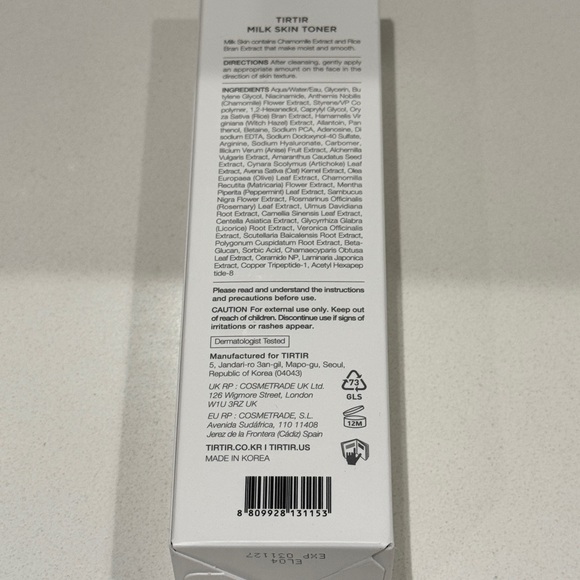 TIRTIR
MILK SKIN TONER
Milk Skin contains Chamomile Extract and Rice
Bran Extract that make moist and smooth.
DIRECTIONS After cleansing, gently apply
an appropriate amount on the face in the
direction of skin texture.
INGREDIENTS Aqua/Water/Eau, Glycerin, Bu
tylene Glycol, Niacinamide, Anthemis Nobilis
(Chamomile) Flower Extract, Styrene/VP Co
polymer, 1,2-Hexanediol, Caprylyl Glycol, Ory
za Sativa (Rice) Bran Extract, Hamamelis Vir
giniana (Witch Hazel) Extract, Allantoin, Pan
thenol, Betaine, Sodium PCA, Adenosine, Di
sodium EDTA, Sodium Dodoxynol-40 Sulfate,
Arginine, Sodium Hyaluronate, Carbomer,
Illicium Verum (Anise) Fruit Extract, Alchemilla
Vulgaris Extract, Amaranthus Caudatus Seed
Extract, Cynara Scolymus (Artichoke) Leaf
Extract, Avena Sativa (Oat) Kernel Extract, Olea
Europaea (Olive) Leaf Extract, Chamomilla
Recutita (Matricaria) Flower Extract, Mentha
Piperita (Peppermint) Leaf Extract, Sambucus
Nigra Flower Extract, Rosmarinus Officinalis
(Rosemary) Leaf Extract, Ulmus Davidiana
Root Extract, Camellia Sinensis Leaf Extract,
Centella Asiatica Extract, Glycyrrhiza Glabra
(Licorice) Root Extract, Veronica Officinalis
Extract, Scutellaria Baicalensis Root Extract,
Polygonum Cuspidatum Root Extract, Beta-
Glucan, Sorbic Acid, Chamaecyparis Obtusa
Leaf Extract, Ceramide NP, Laminaria Japonica
Extract, Copper Tripeptide-1, Acetyl Hexapep
tide-8
Please read and understand the instructions
and precautions before use.
CAUTION For external use only. Keep out
of reach of children. Discontinue use if signs of
irritations or rashes appear.
Dermatologist Tested
Manufactured for TIRTIR
5, Jandari-ro 3an-gil, Mapo-gu, Seoul,
Republic of Korea (04043)
UK RP : COSMETRADE UK Ltd.
126 Wigmore Street, London
W1U 3RZ UK
EU RP : COSMETRADE, S.L.
Avenida Sudáfrica, 110 11408
Jerez de la Frontera (Cádiz) Spain
TIRTIR.CO.KR I TIRTIR.US
MADE IN KOREA
73
GLS
12M
8 809928 131153
EL04
EXP 031127